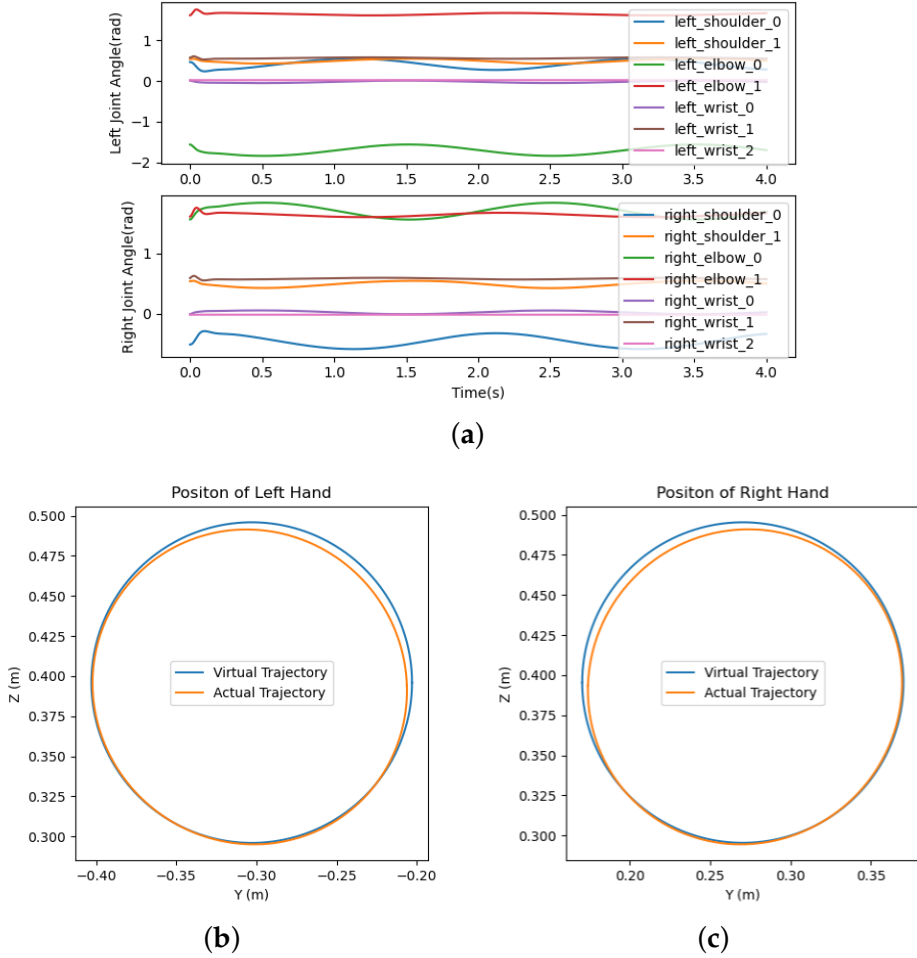 Left Joint Angle(rad)
1
0
−1
−2
left_shoulder_0
left_shoulder_1
left_elbow_0
left_elbow_1
left_wrist_0
left_wrist_1
left_wrist_2
0.0 0.5 1.0 1.5 2.0 2.5 3.0 3.5 4.0
Right Joint Angle(rad)
1
0
right_shoulder_0
right_shoulder_1
right_elbow_0
right_elbow_1
right_wrist_0
right_wrist_1
right_wrist_2
0.0 0.5 1.0 1.5 2.0 2.5 3.0 3.5 4.0
Time(s)
(a)
Positon of Left Hand
Z (m)
0.500
0.475
0.450
0.425
0.400
0.375
0.350
0.325
0.300
Virtual Trajectory
Actual Trajectory
−0.40 −0.35 −0.30 −0.25 −0.20
Y (m)
(b)
Positon of Right Hand
Z (m)
0.500
0.475
0.450
0.425
0.400
0.375
0.350
0.325
0.300
Virtual Trajectory
Actual Trajectory
0.20 0.25 0.30 0.35
Y (m)
(c)